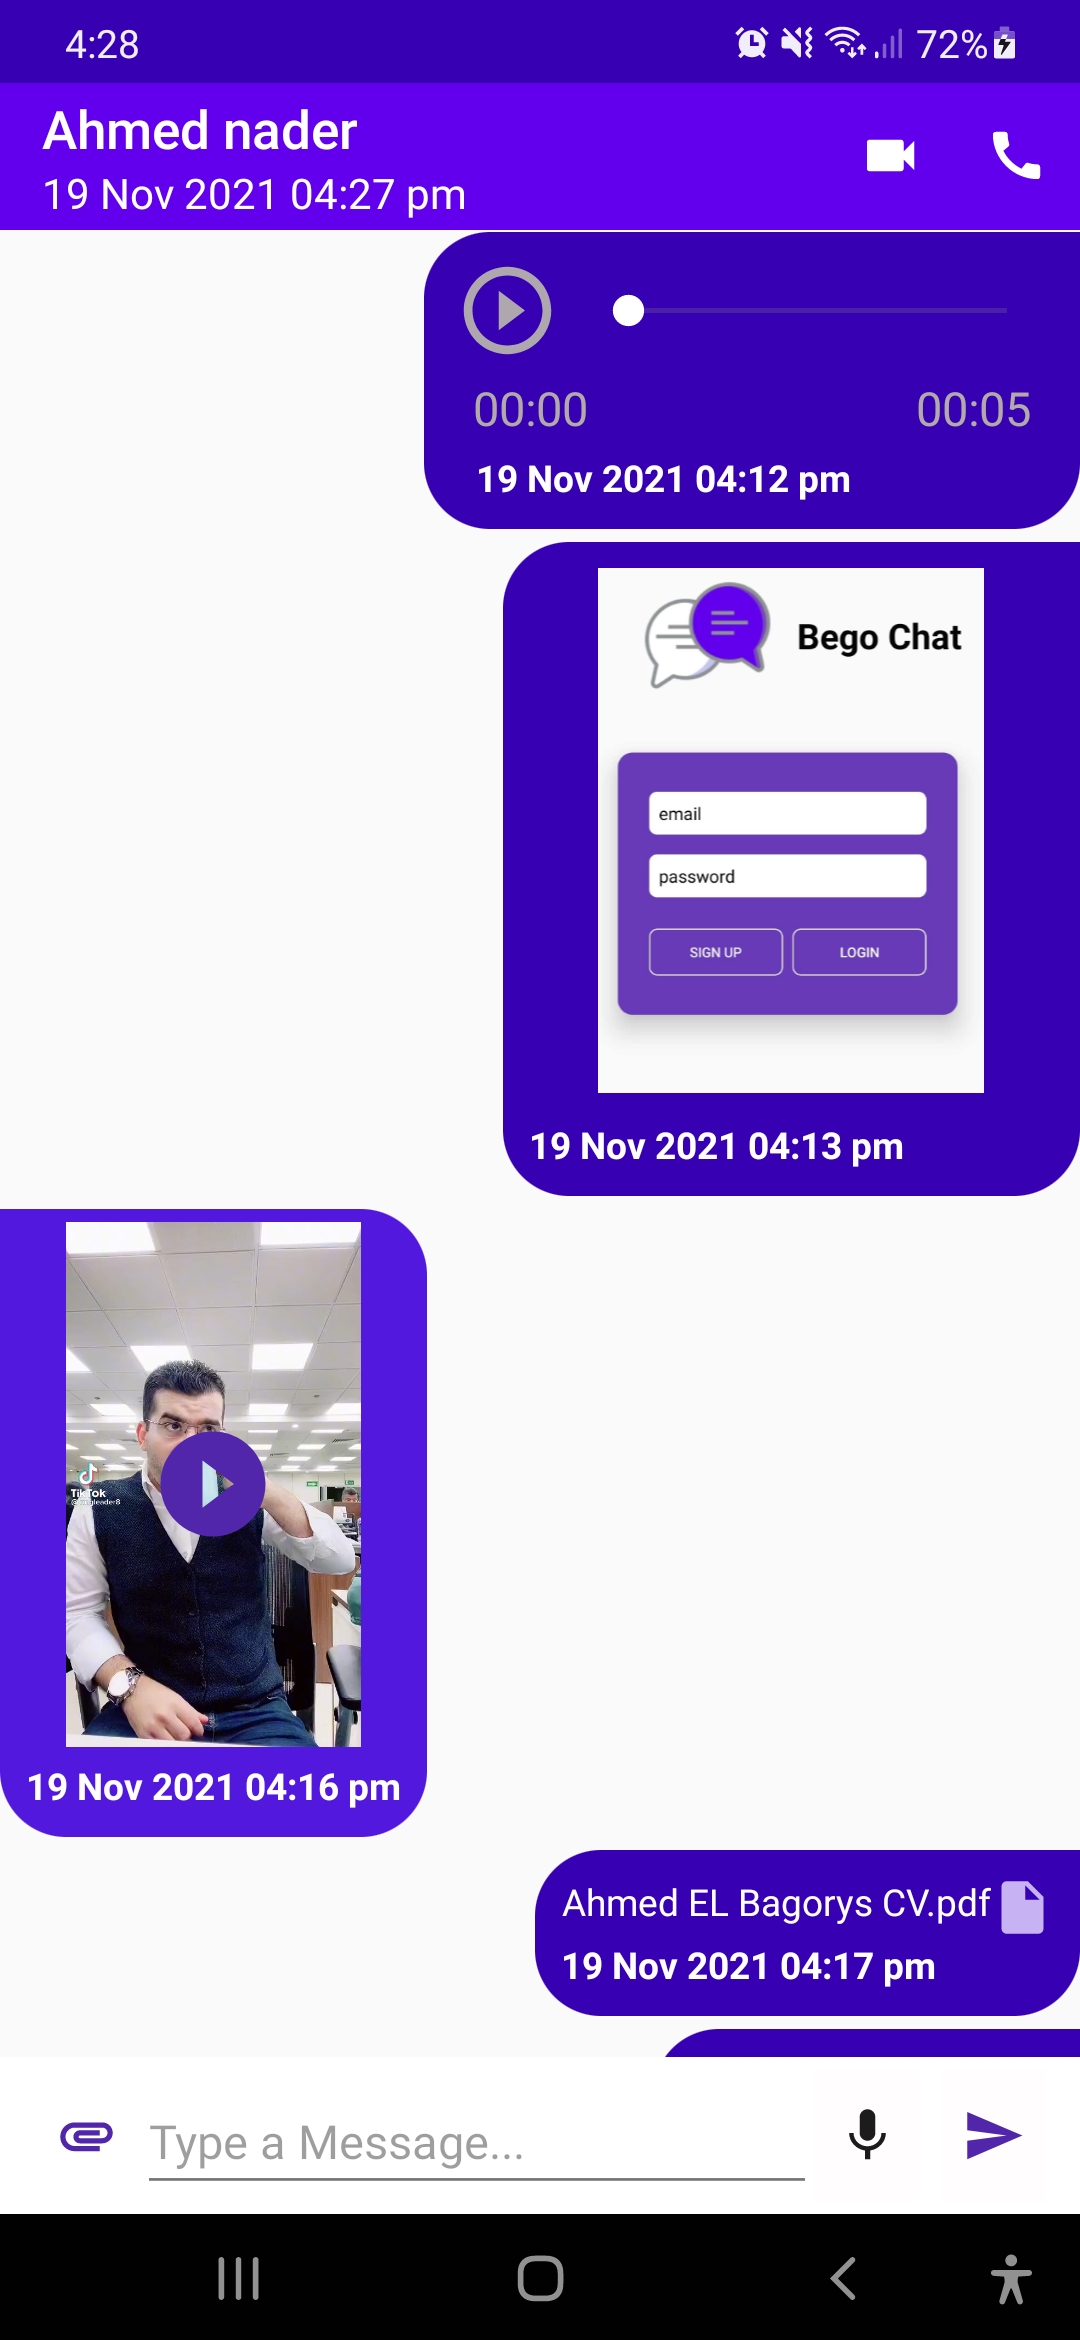 4:28
72%
Ahmed nader
19 Nov 2021 04:27 pm
00:00
00:05
19 Nov 2021 04:12 pm
Bego Chat
email
password
SIGN UP
LOGIN
19 Nov 2021 04:13 pm
TikTok
19 Nov 2021 04:16 pm
Ahmed EL Bagorys CV.pdf
19 Nov 2021 04:17 pm
Type a Message...